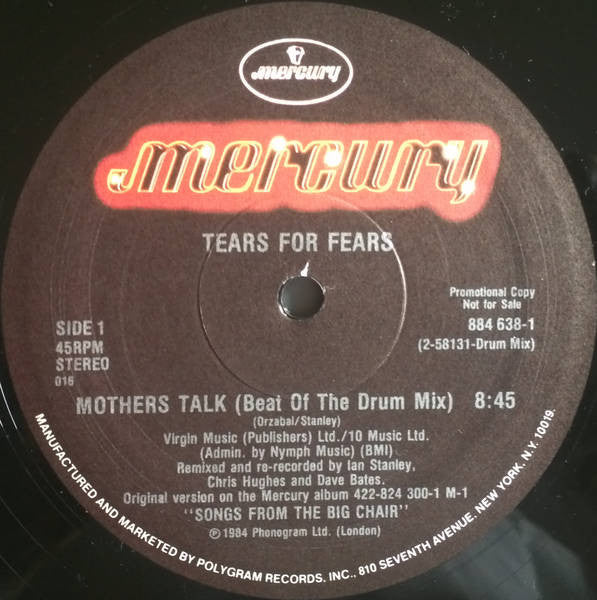 mercury
mercury
TEARS FOR FEARS
Promotional Copy
Not for Sale
SIDE 1
884 638-1
45RPM
(2-58131-Drum Mix)
STEREO
016
MOTHERS TALK (Beat Of The Drum Mix) 8:45
(Orzabal/Stanley)
Virgin Music (Publishers) Ltd./10 Music Ltd.
(Admin. by Nymph Music) (BMI)
Remixed and re-recorded by Ian Stanley,
Chris Hughes and Dave Bates.
Original version on the Mercury album 422-824 300-1 M-1
"SONGS FROM THE BIG CHAIR"
℗ 1984 Phonogram Ltd. (London)
MANUFACTURED AND MARKETED BY POLYGRAM RECORDS, INC., 810 SEVENTH AVENUE, NEW YORK, N.Y. 10019.